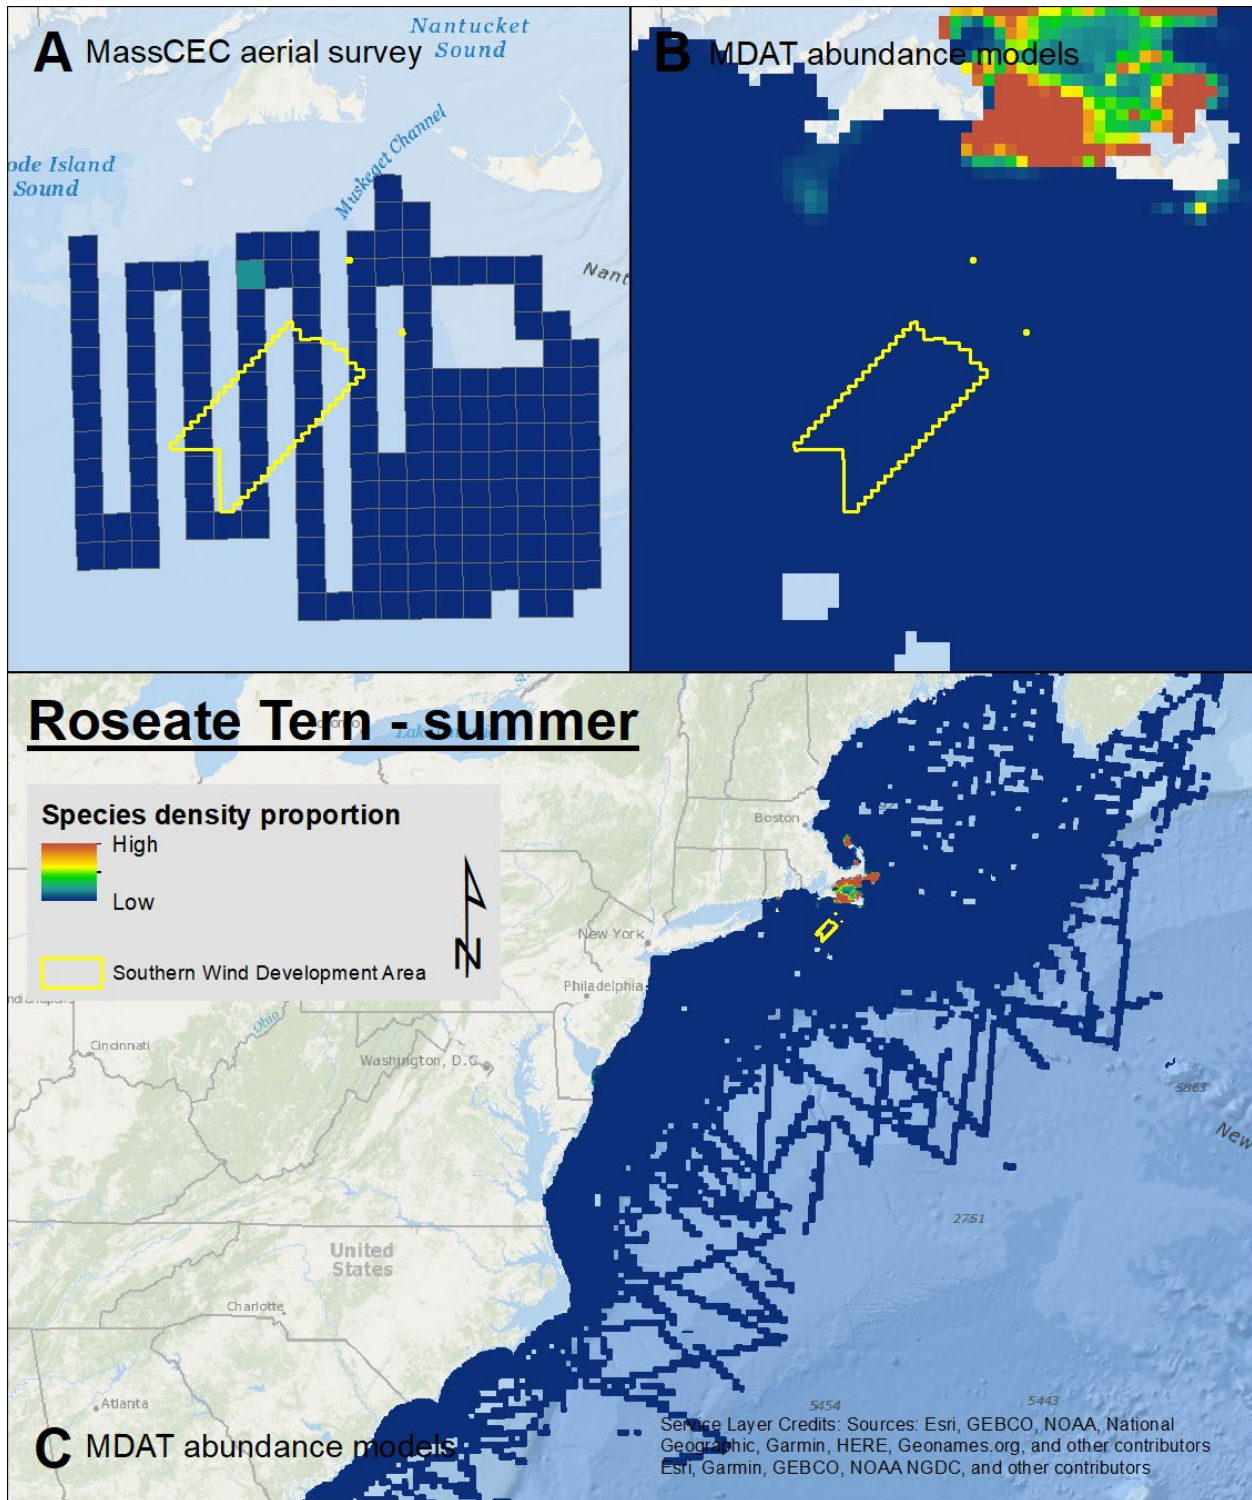 A MassCEC aerial survey
Nantucket
Sound
Muskeget Channel
ode Island
Sound
Nant
B MDAT abundance models
Roseate Tern - summer
Species density proportion
High
Low
Southern Wind Development Area
N
Boston
New York
Philadelphia
Ohio
Cincinnati
Washington, D.C.
5863
New
2751
United
States
Charlotte
Atlanta
5454
5443
C MDAT abundance models
Service Layer Credits: Sources: Esri, GEBCO, NOAA, National
Geographic, Garmin, HERE, Geonames.org, and other contributors
Esri, Garmin, GEBCO, NOAA NGDC, and other contributors